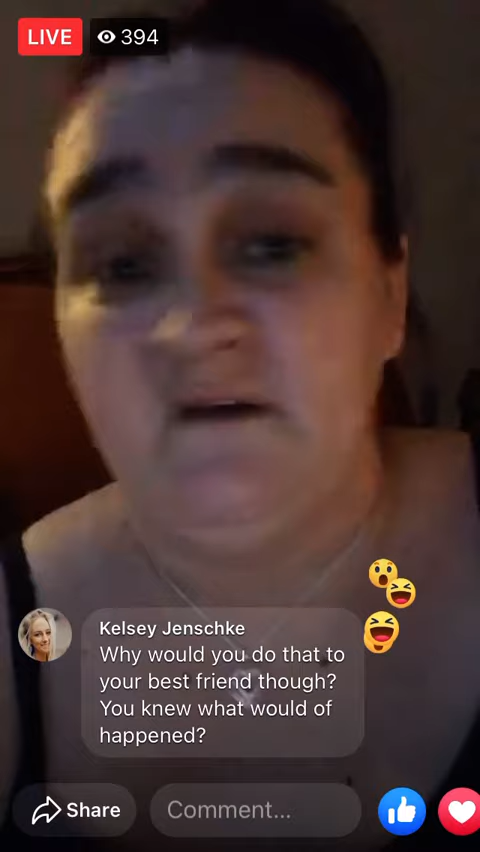 LIVE 394
Kelsey Jenschke
Why would you do that to
your best friend though?
You knew what would of
happened?
Share Comment...